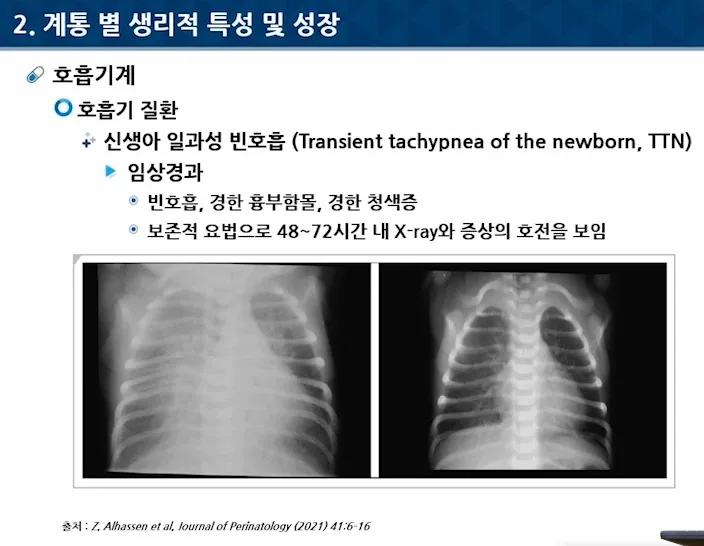 2. 계통 별 생리적 특성 및 성장
호흡기계
호흡기 질환
신생아 일과성 빈호흡 (Transient tachypnea of the newborn, TTN)
임상경과
빈호흡, 경한 흉부함몰, 경한 청색증
보존적 요법으로 48~72시간 내 X-ray와 증상의 호전을 보임
출처 : Z, Alhassen et al, Journal of Perinatology (2021) 41:6-16